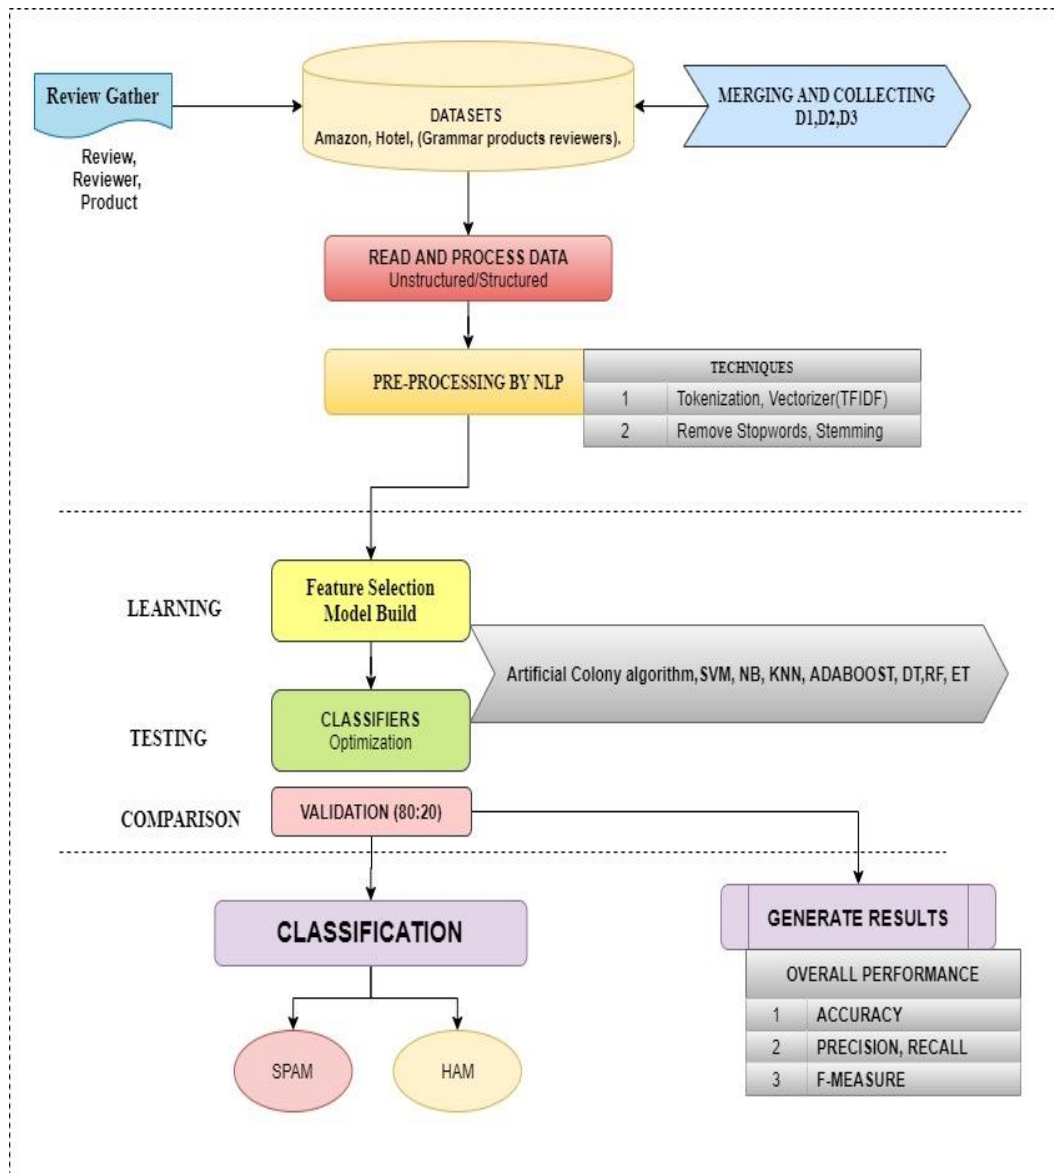 Review Gather
Review,
Reviewer,
Product
DATASETS
Amazon, Hotel, (Grammar products reviewers).
MERGING AND COLLECTING
D1,D2,D3
READ AND PROCESS DATA
Unstructured/Structured
PRE-PROCESSING BY NLP
TECHNIQUES
1 Tokenization, Vectorizer(TFIDF)
2 Remove Stopwords, Stemming
LEARNING
Feature Selection
Model Build
Artificial Colony algorithm,SVM, NB, KNN, ADABOOST, DT,RF, ET
TESTING
CLASSIFIERS
Optimization
COMPARISON
VALIDATION (80:20)
CLASSIFICATION
SPAM
HAM
GENERATE RESULTS
OVERALL PERFORMANCE
1 ACCURACY
2 PRECISION, RECALL
3 F-MEASURE